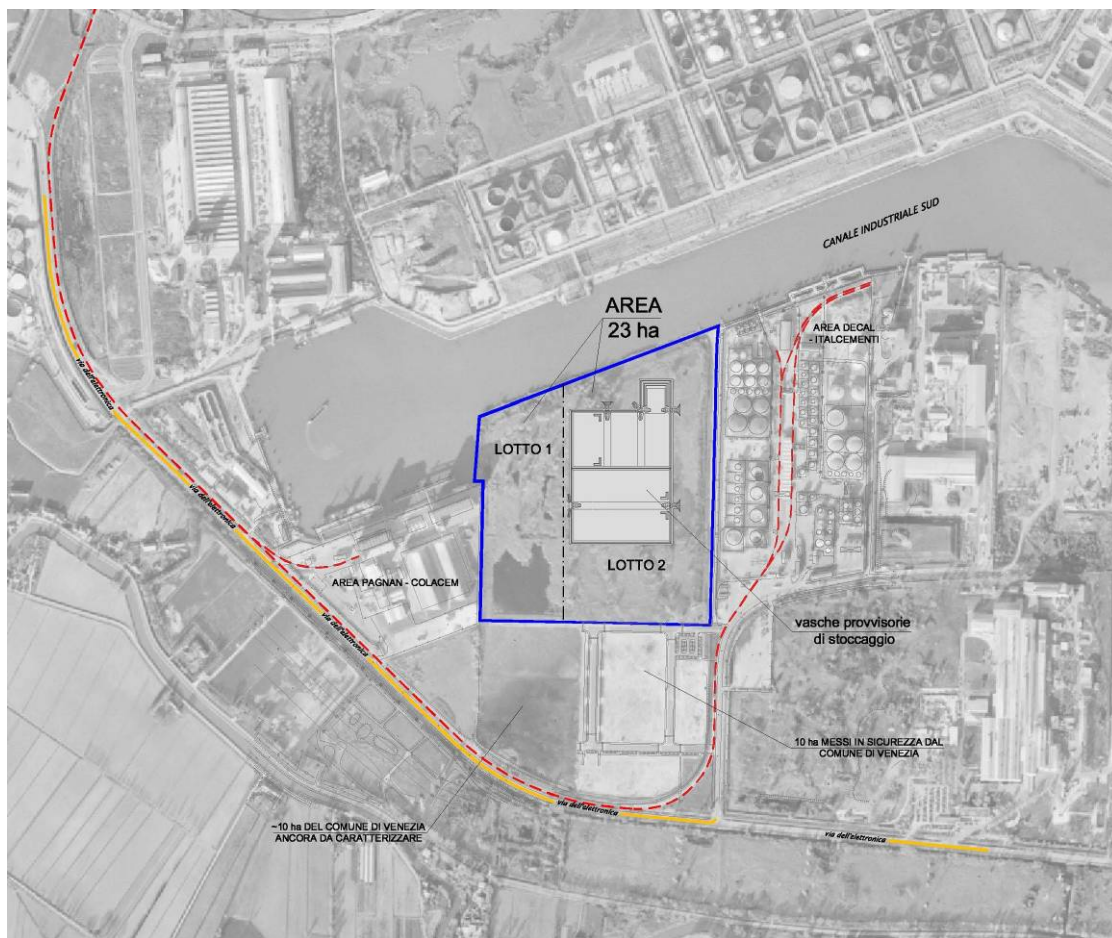 CANALE INDUSTRIALE SUD
AREA
23 ha
AREA DECAL
- ITALCEMENTI
via dell'elettronica
LOTTO 1
via dell'elettronica
LOTTO 2
AREA PAGNAN - COLACEM
vasche provvisorie
di stoccaggio
via dell'elettronica
10 ha MESSI IN SICUREZZA DAL
COMUNE DI VENEZIA
via dell'elettronica
~10 ha DEL COMUNE DI VENEZIA
ANCORA DA CARATTERIZZARE
via dell'elettronica